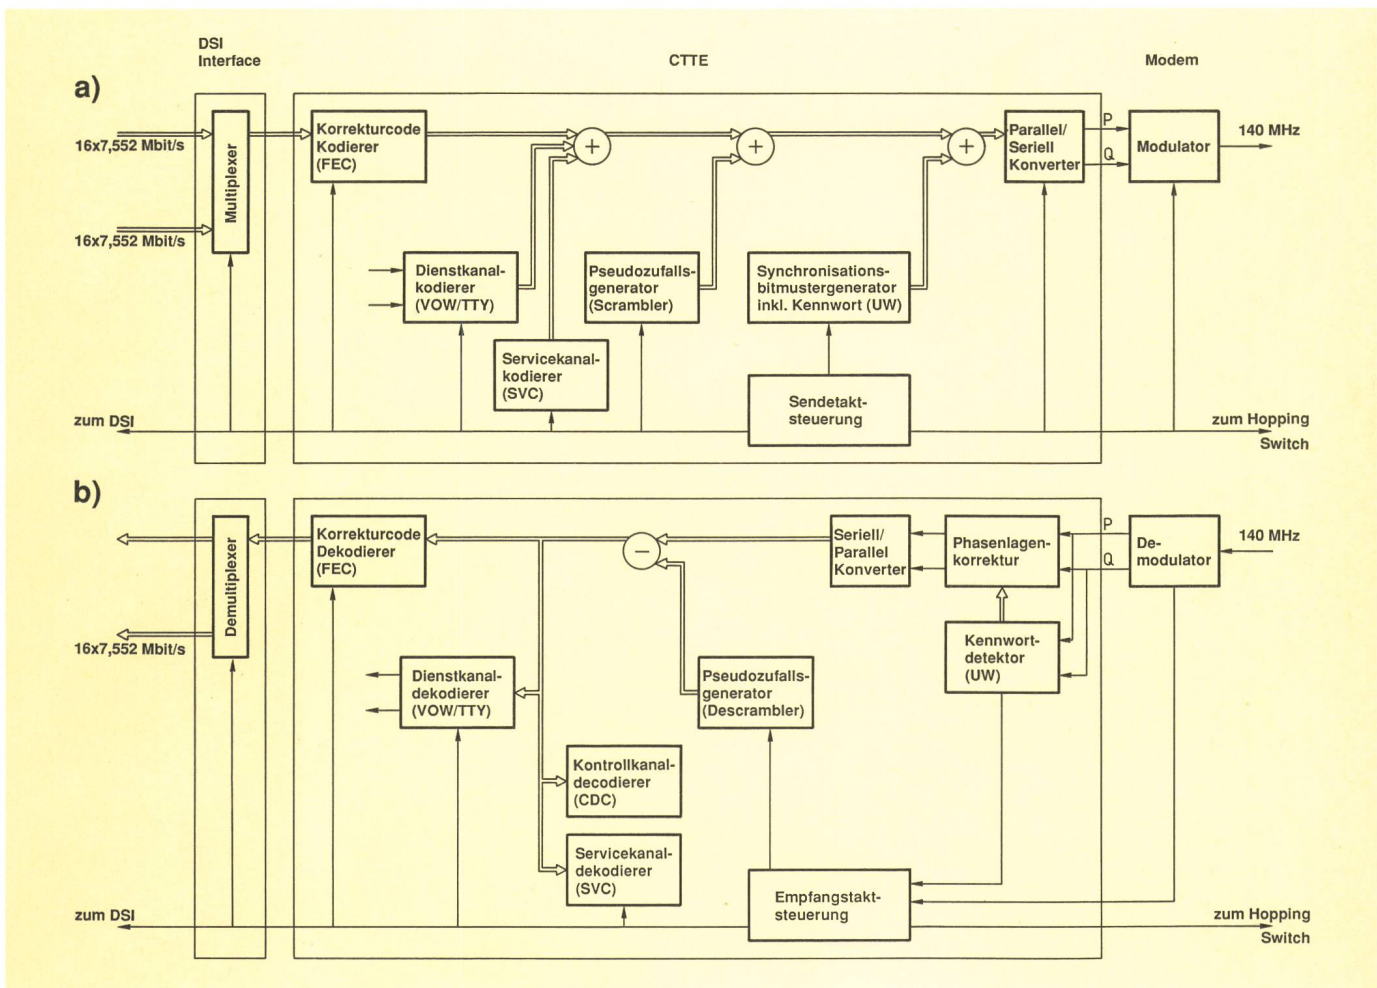 DSI
Interface
CTTE
Modem
a)
16x7,552 Mbit/s
16x7,552 Mbit/s
Multiplexer
Korrekturcode
Kodierer
(FEC)
+
+
+
Parallel/
Seriell
Konverter
P
Q
Modulator
140 MHz
Dienstkanal-
kodierer
(VOW/TTY)
Pseudozufalls-
generator
(Scrambler)
Synchronisations-
bitmustergenerator
inkl. Kennwort (UW)
Servicekanal-
kodierer
(SVC)
Sendetakt-
steuerung
zum DSI
zum Hopping
Switch
b)
16x7,552 Mbit/s
Demultiplexer
Korrekturcode
Dekodierer
(FEC)
−
Seriell/
Parallel
Konverter
Phasenlagen-
korrektur
P
Q
De-
modulator
140 MHz
Kennwort-
detektor
(UW)
Dienstkanal-
dekodierer
(VOW/TTY)
Pseudozufalls-
generator
(Descrambler)
Kontrollkanal-
decodierer
(CDC)
Servicekanal-
dekodierer
(SVC)
Empfangstakt-
steuerung
zum DSI
zum Hopping
Switch